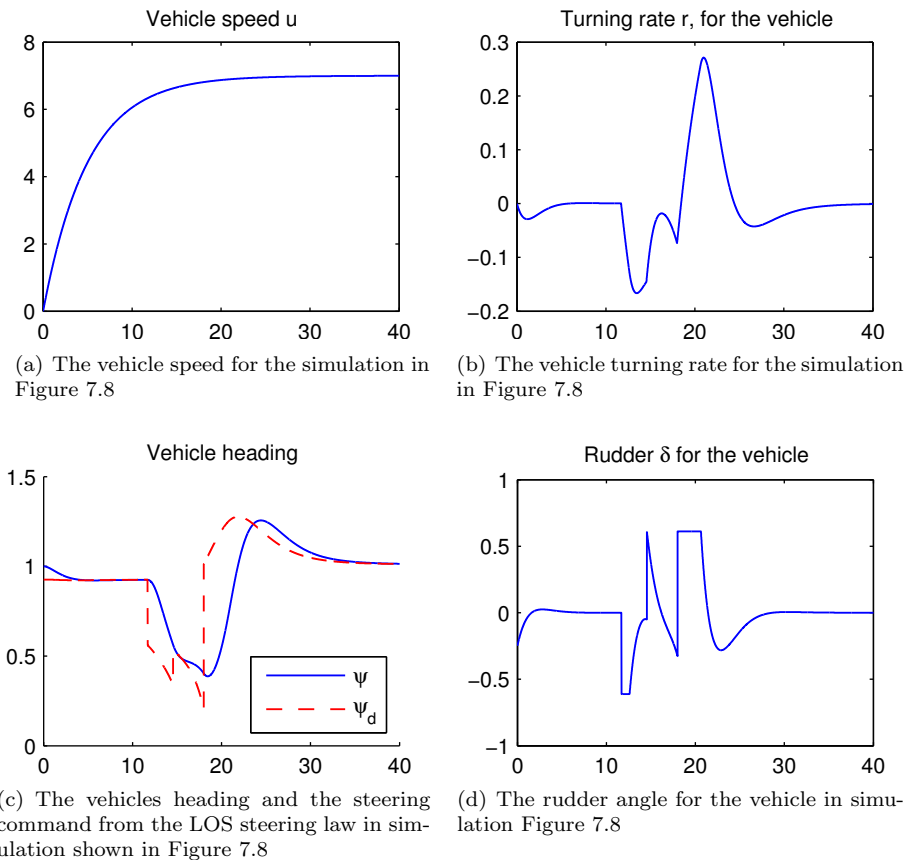 Vehicle speed u
8
6
4
2
0
0 10 20 30 40
(a) The vehicle speed for the simulation in
Figure 7.8
Turning rate r, for the vehicle
0.3
0.2
0.1
0
−0.1
−0.2
0 10 20 30 40
(b) The vehicle turning rate for the simulation
in Figure 7.8
Vehicle heading
1.5
1
0.5
0
0 10 20 30 40
ψ
ψ_d
(c) The vehicles heading and the steering
command from the LOS steering law in sim-
ulation shown in Figure 7.8
Rudder δ for the vehicle
1
0.5
0
−0.5
−1
0 10 20 30 40
(d) The rudder angle for the vehicle in simu-
lation Figure 7.8